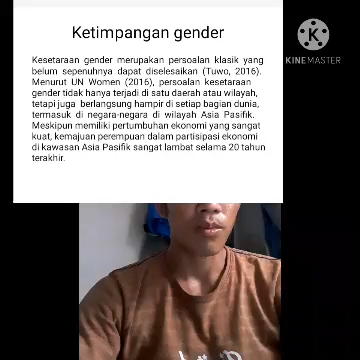 Ketimpangan gender
Kesetaraan gender merupakan persoalan klasik yang
belum sepenuhnya dapat diselesaikan (Tuwo, 2016).
Menurut UN Women (2016), persoalan kesetaraan
gender tidak hanya terjadi di satu daerah atau wilayah,
tetapi juga berlangsung hampir di setiap bagian dunia,
termasuk di negara-negara di wilayah Asia Pasifik.
Meskipun memiliki pertumbuhan ekonomi yang sangat
kuat, kemajuan perempuan dalam partisipasi ekonomi
di kawasan Asia Pasifik sangat lambat selama 20 tahun
terakhir.
K
KINEMASTER